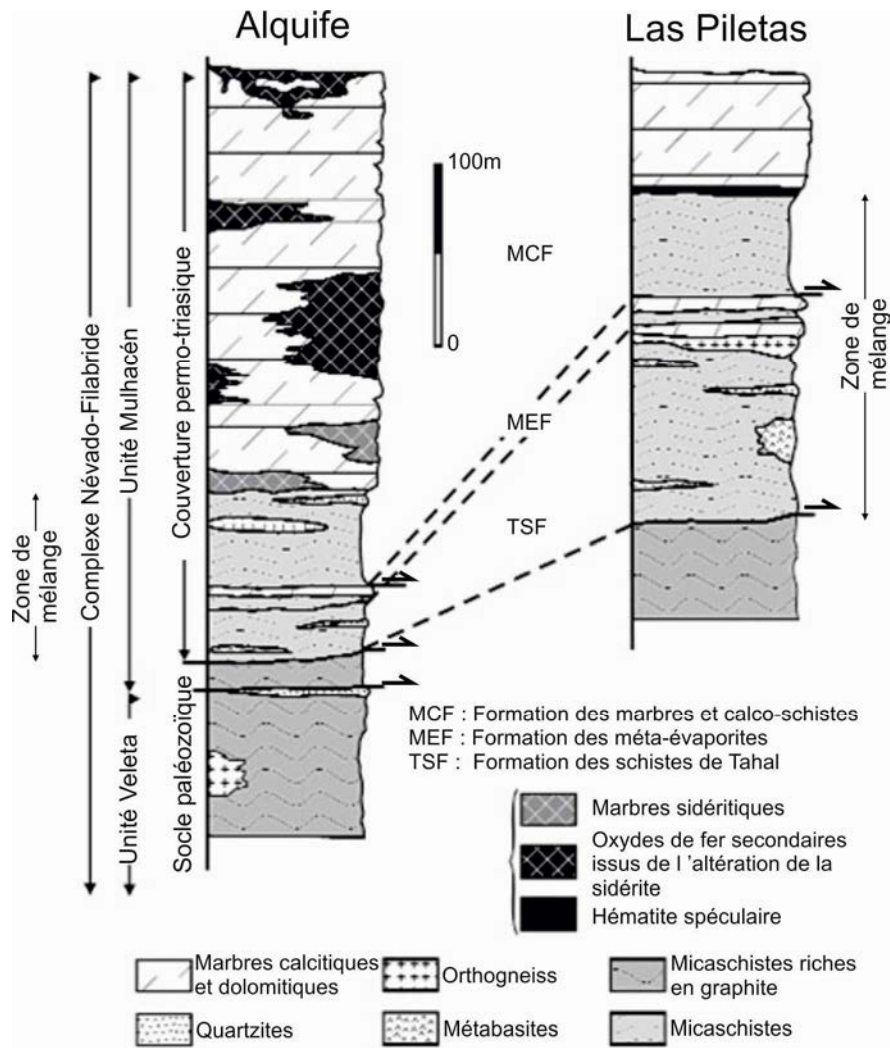 Alquife
Las Piletas
Complexe Névado-Filabride
Unité Mulhacén
Unité Veleta
Couverture permo-triasique
Socle paléozoïque
Zone de
mélange
100m
0
MCF
MEF
TSF
Zone de
mélange
MCF : Formation des marbres et calco-schistes
MEF : Formation des méta-évaporites
TSF : Formation des schistes de Tahal
Marbres sidéritiques
Oxydes de fer secondaires
issus de l 'altération de la
sidérite
Hématite spéculaire
Marbres calcitiques
et dolomitiques
Orthogneiss
Micaschistes riches
en graphite
Quartzites
Métabasites
Micaschistes